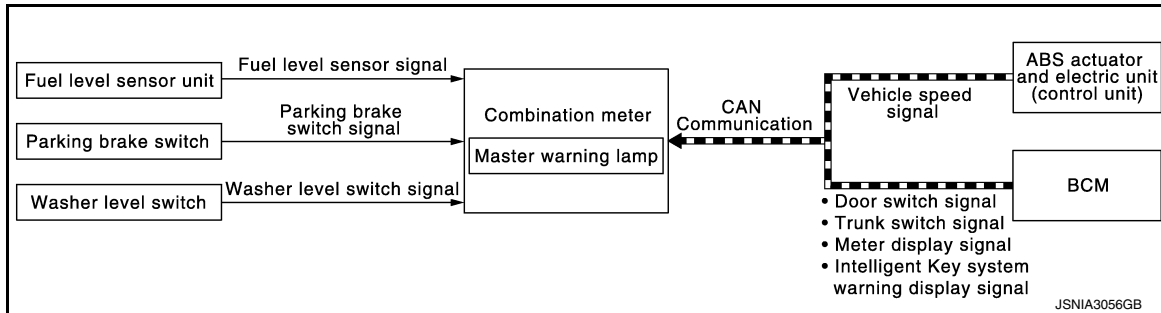 Fuel level sensor unit
Fuel level sensor signal
Parking brake switch
Parking brake
switch signal
Washer level switch
Washer level switch signal
Combination meter
Master warning lamp
CAN
Communication
Vehicle speed
signal
ABS actuator
and electric unit
(control unit)
BCM
• Door switch signal
• Trunk switch signal
• Meter display signal
• Intelligent Key system
warning display signal
JSNIA3056GB